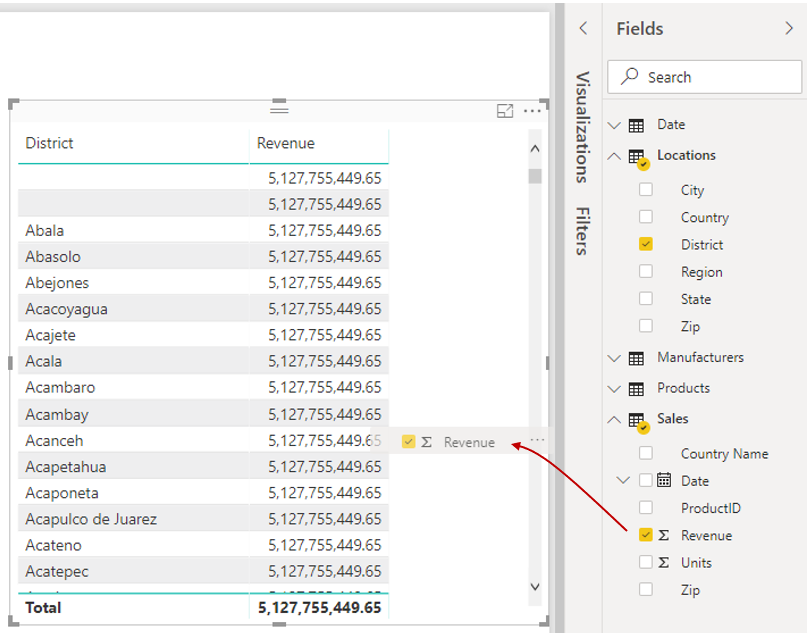 District Revenue
5,127,755,449.65
5,127,755,449.65
Abala 5,127,755,449.65
Abasolo 5,127,755,449.65
Abejones 5,127,755,449.65
Acacoyagua 5,127,755,449.65
Acajete 5,127,755,449.65
Acala 5,127,755,449.65
Acambaro 5,127,755,449.65
Acambay 5,127,755,449.65
Acanceh 5,127,755,449.65
Acapetahua 5,127,755,449.65
Acaponeta 5,127,755,449.65
Acapulco de Juarez 5,127,755,449.65
Acateno 5,127,755,449.65
Acatepec 5,127,755,449.65
Total 5,127,755,449.65
Σ Revenue ...
Visualizations
Filters
Fields
Search
Date
Locations
City
Country
District
Region
State
Zip
Manufacturers
Products
Sales
Country Name
Date
ProductID
Σ Revenue
Σ Units
Zip